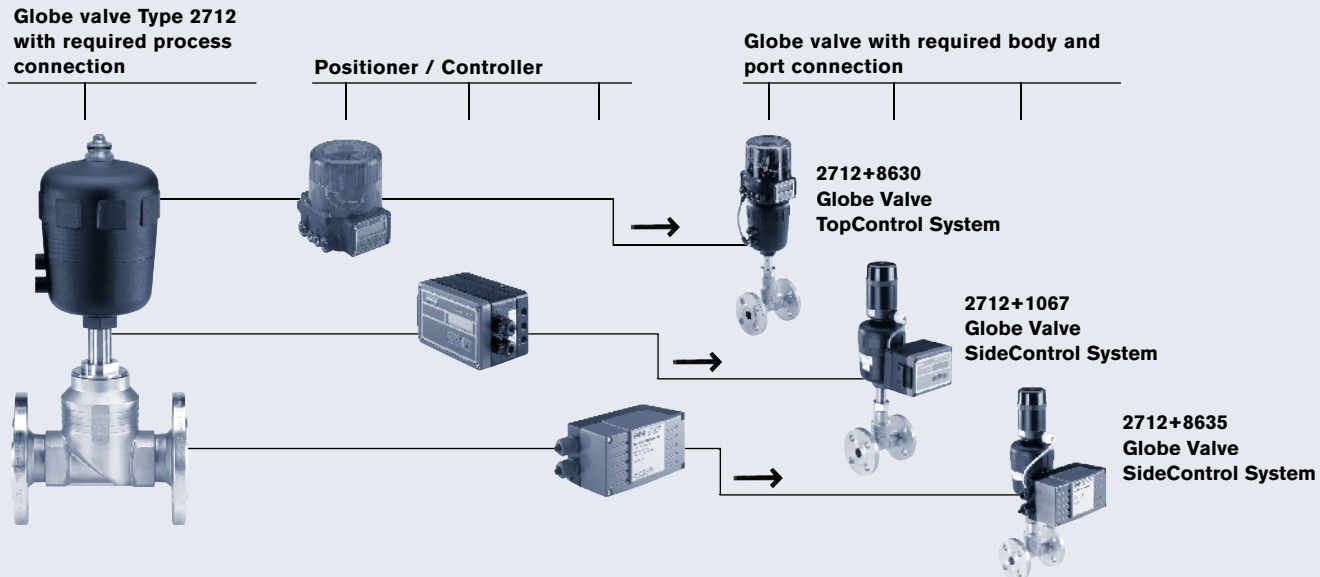 Globe valve Type 2712
with required process
connection
Positioner / Controller
Globe valve with required body and
port connection
2712+8630
Globe Valve
TopControl System
2712+1067
Globe Valve
SideControl System
2712+8635
Globe Valve
SideControl System